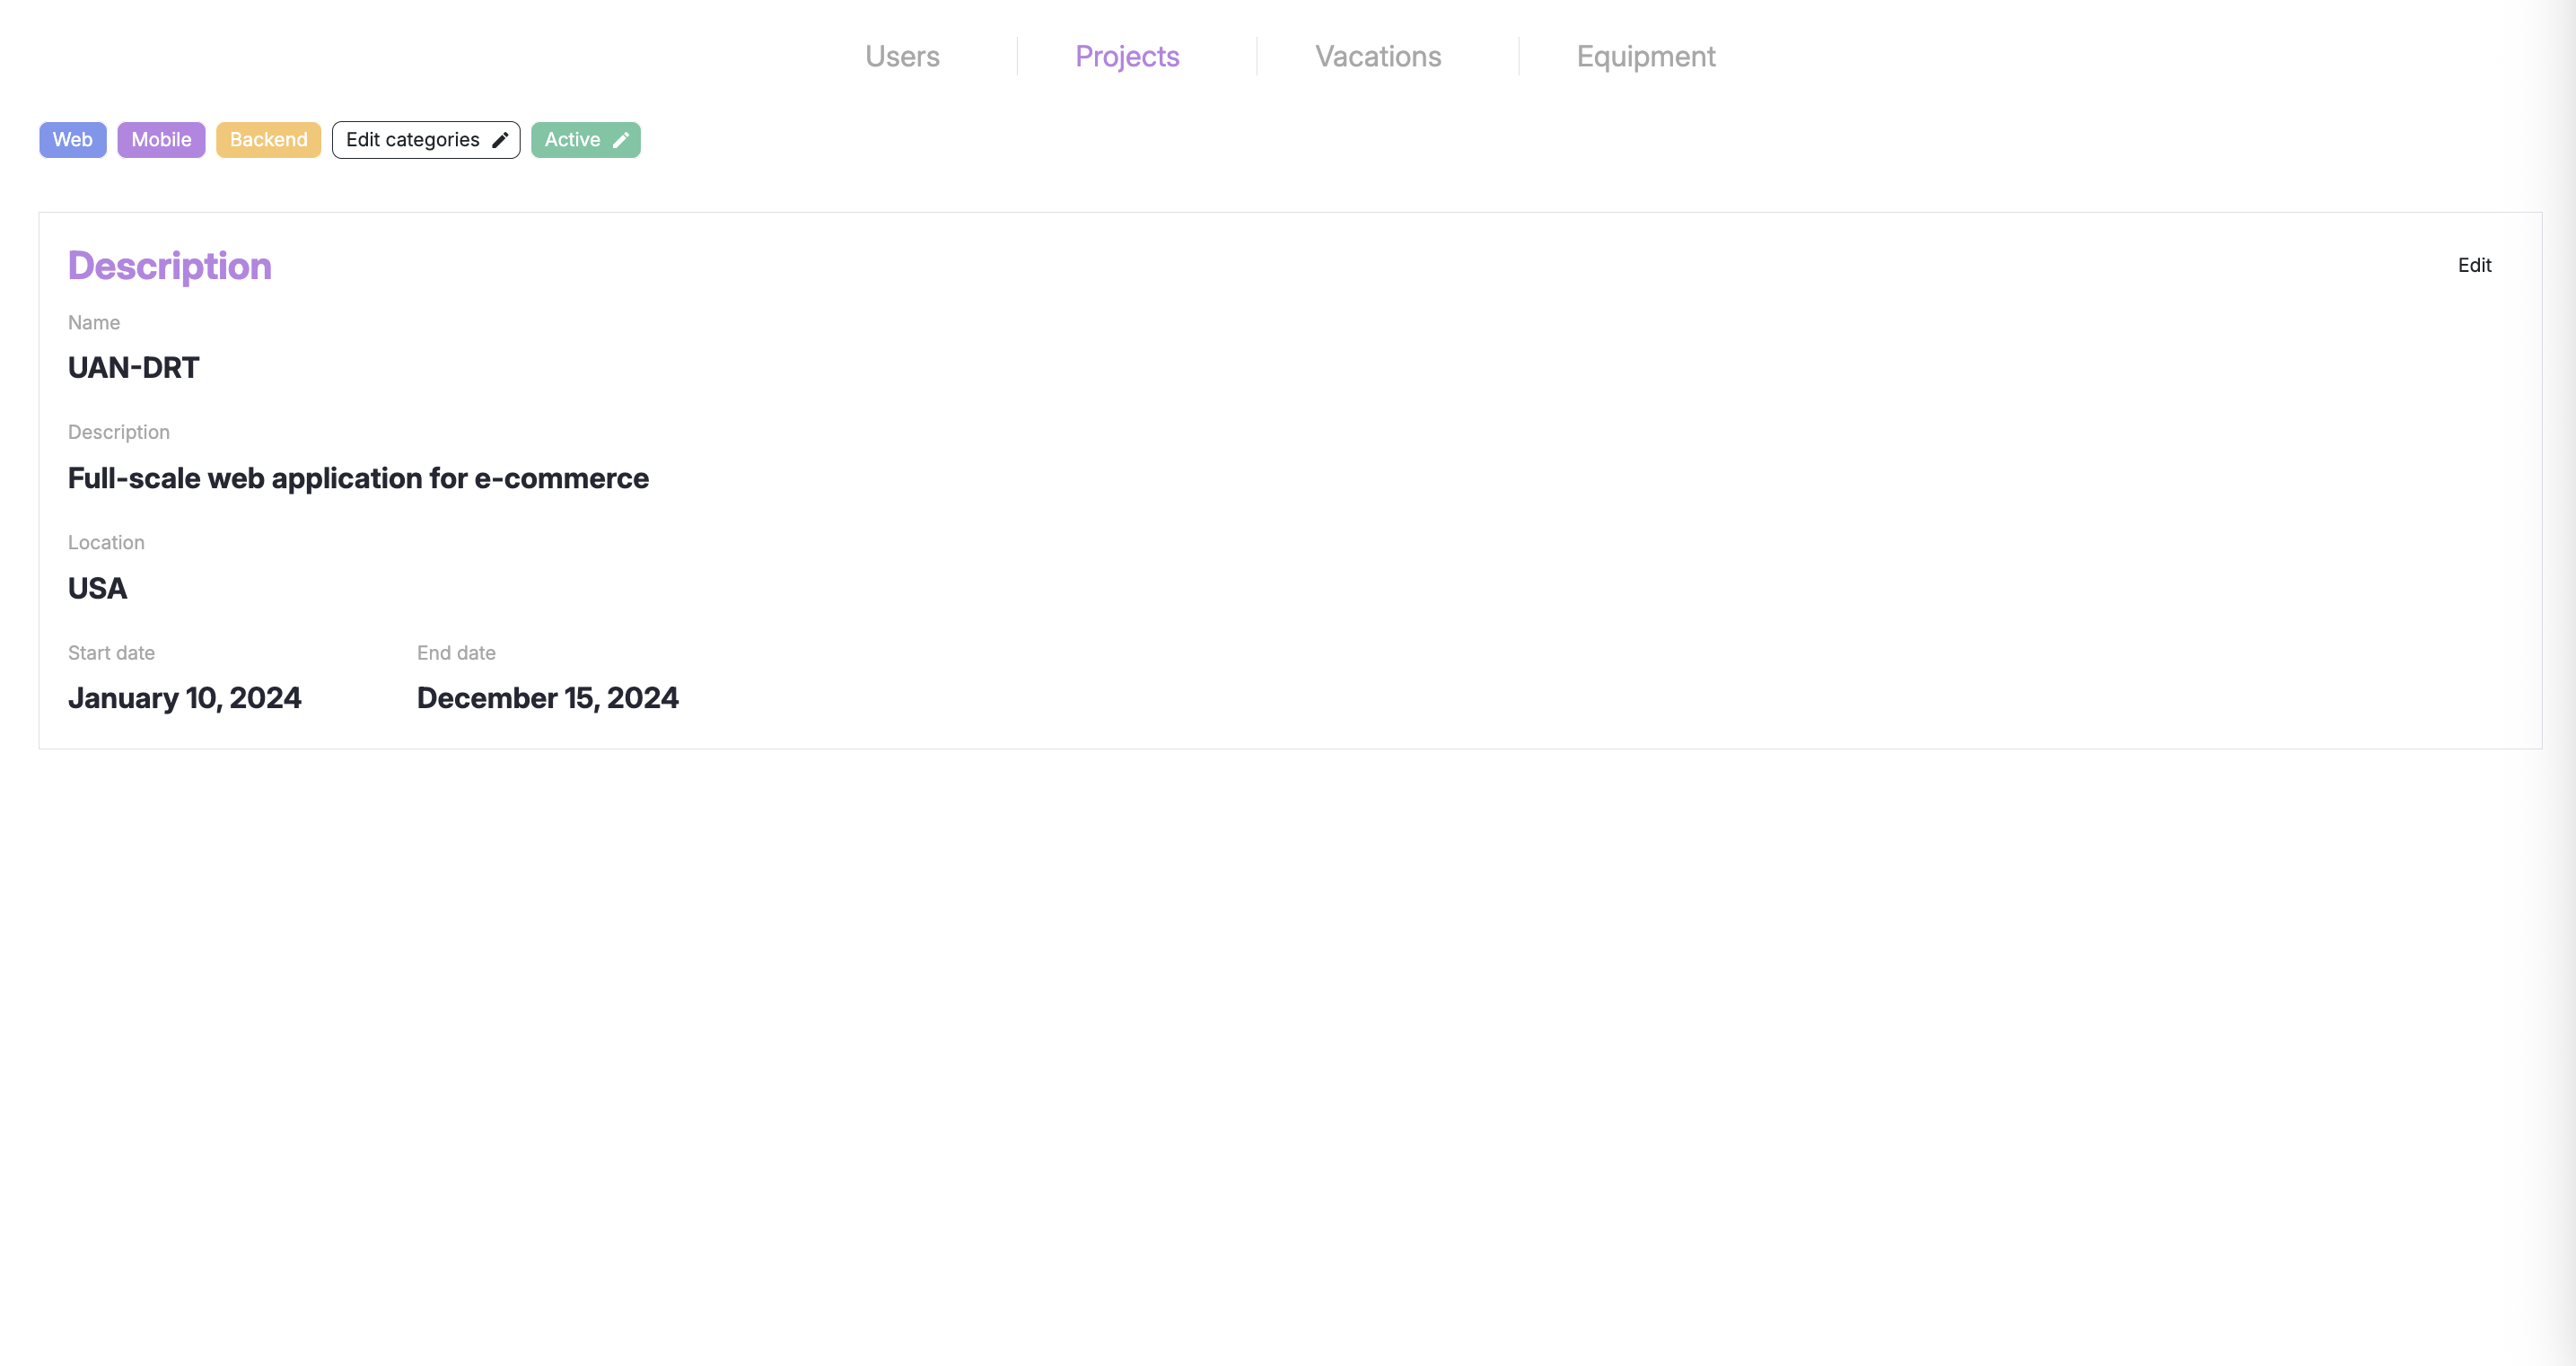 Users Projects Vacations Equipment
Web Mobile Backend Edit categories Active
Description Edit
Name
UAN-DRT
Description
Full-scale web application for e-commerce
Location
USA
Start date End date
January 10, 2024 December 15, 2024